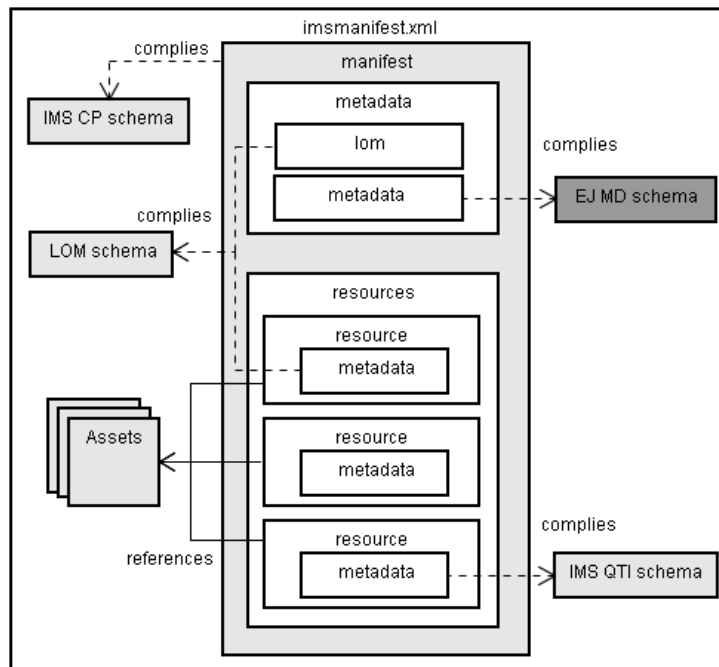 imsmanifest.xml
complies
manifest
IMS CP schema
metadata
lom
complies
metadata
EJ MD schema
complies
LOM schema
resources
resource
metadata
Assets
resource
metadata
complies
resource
references
metadata
IMS QTI schema